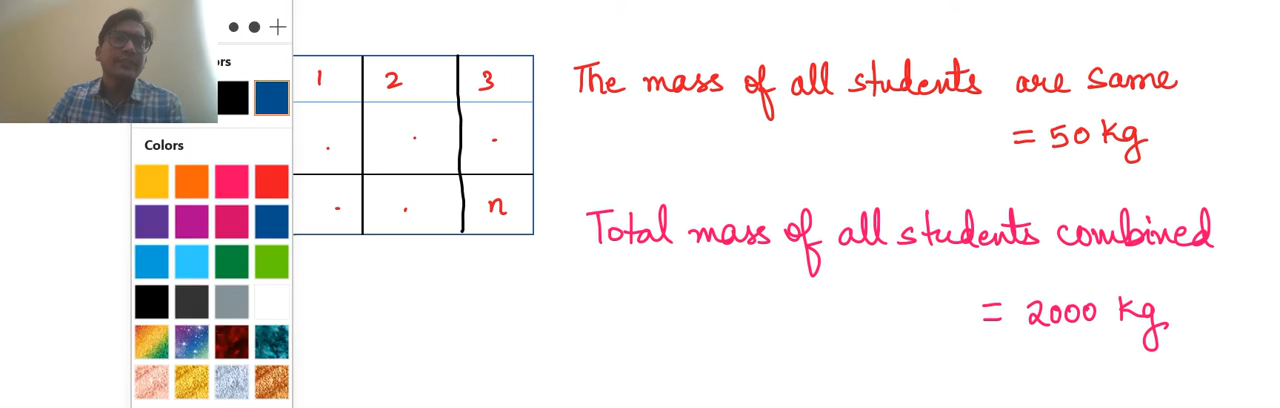 ors
Colors
1 2 3
n
The mass of all students are same
= 50 kg
Total mass of all students combined
= 2000 kg